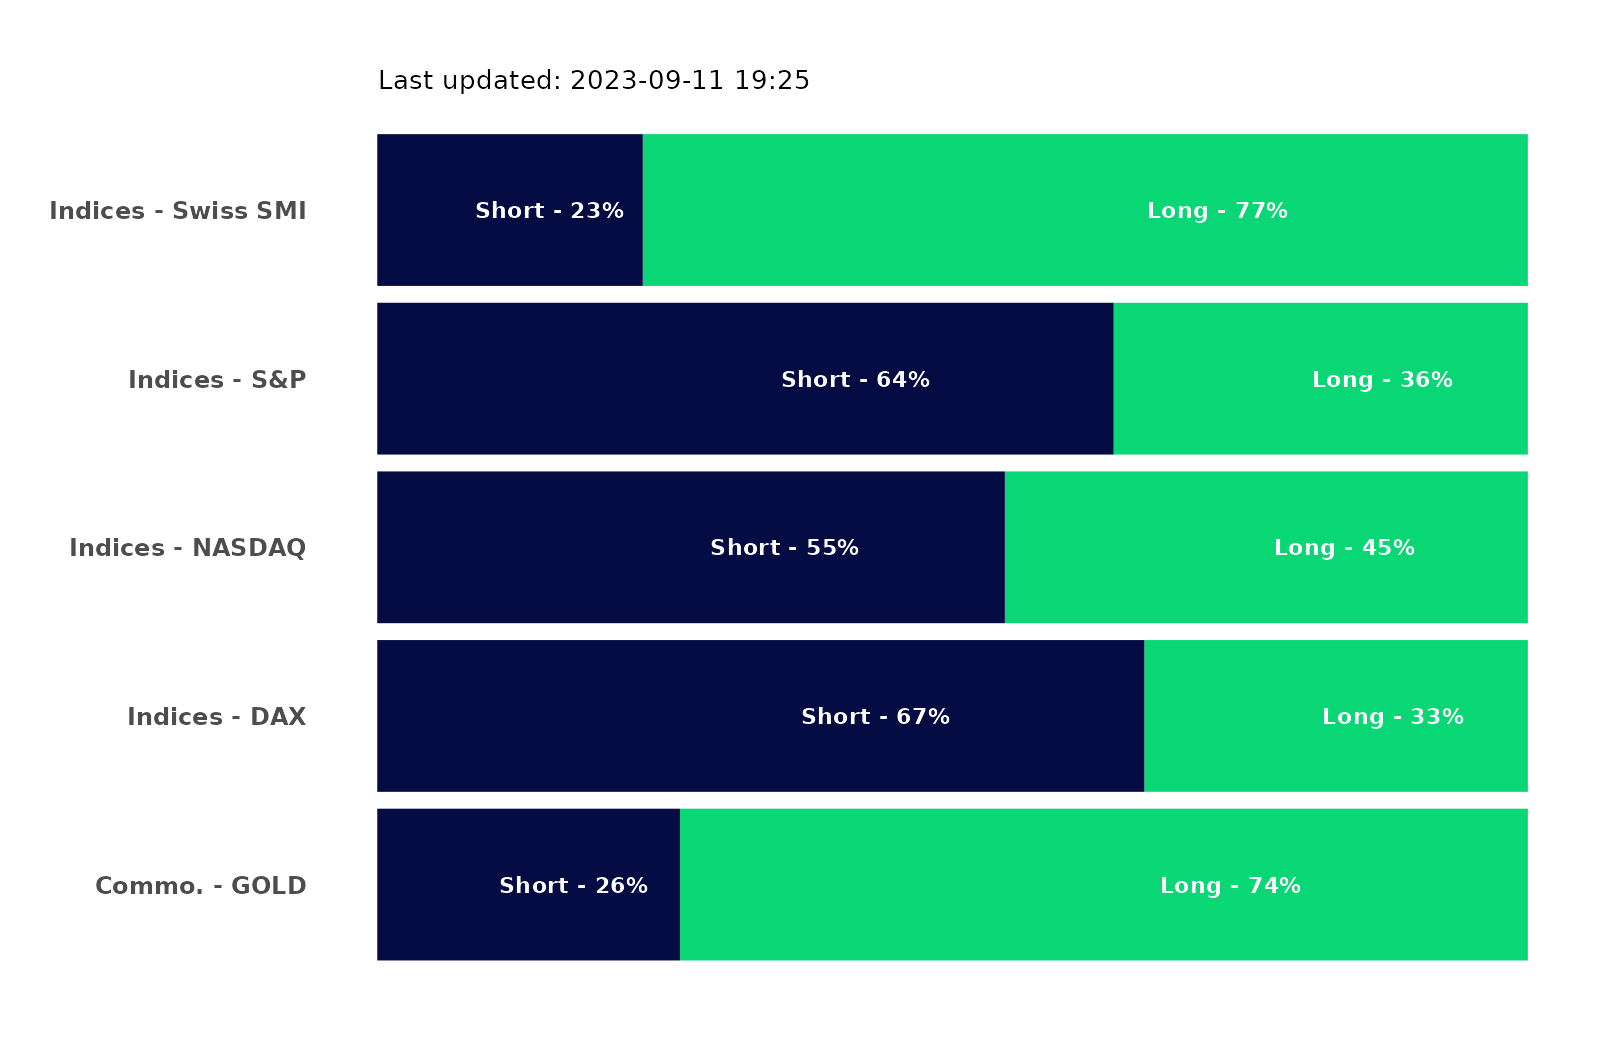 Last updated: 2023-09-11 19:25
Indices - Swiss SMI Short - 23% Long - 77%
Indices - S&P Short - 64% Long - 36%
Indices - NASDAQ Short - 55% Long - 45%
Indices - DAX Short - 67% Long - 33%
Commo. - GOLD Short - 26% Long - 74%